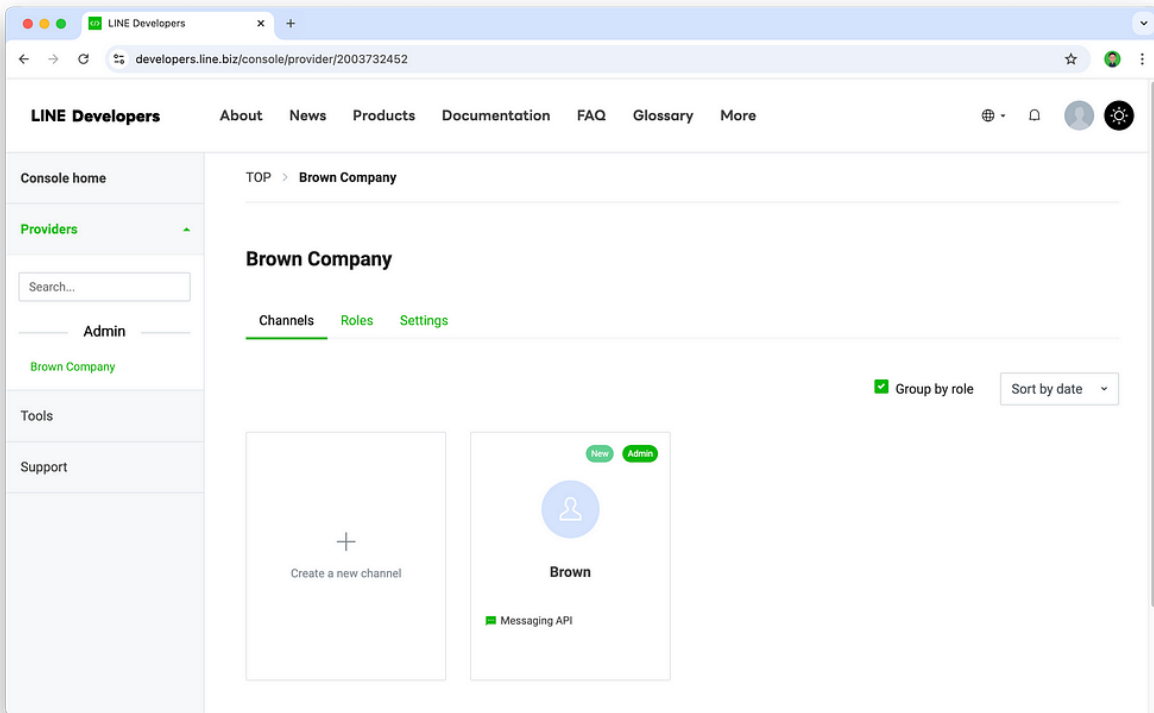 LINE Developers
developers.line.biz/console/provider/2003732452
LINE Developers About News Products Documentation FAQ Glossary More
Console home
Providers
Search...
Admin
Brown Company
Tools
Support
TOP > Brown Company
Brown Company
Channels Roles Settings
Group by role Sort by date
Create a new channel
New Admin
Brown
Messaging API